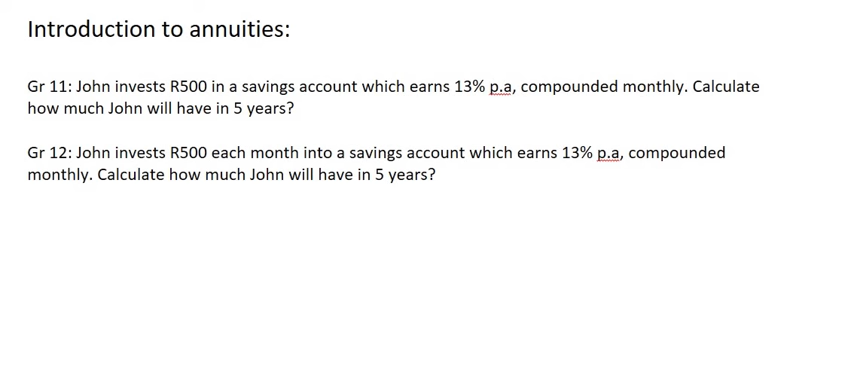 Introduction to annuities:
Gr 11: John invests R500 in a savings account which earns 13% p.a, compounded monthly. Calculate
how much John will have in 5 years?
Gr 12: John invests R500 each month into a savings account which earns 13% p.a, compounded
monthly. Calculate how much John will have in 5 years?